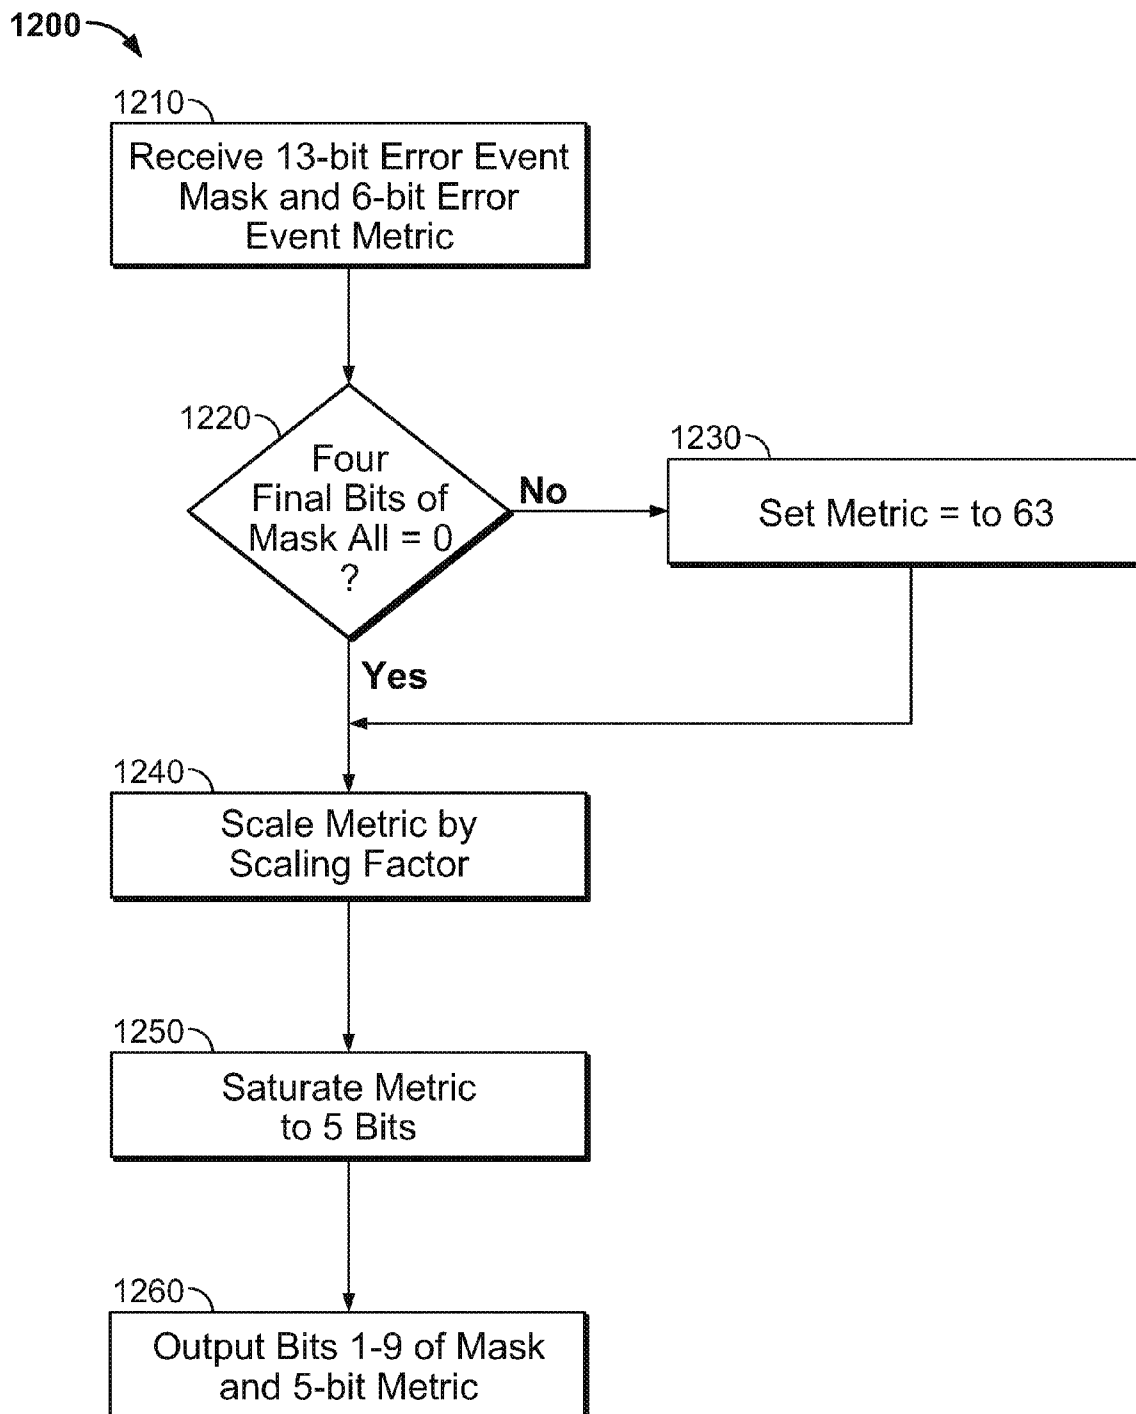 1200
1210
Receive 13-bit Error Event
Mask and 6-bit Error
Event Metric
1220
Four
Final Bits of
Mask All = 0
?
No
1230
Set Metric = to 63
Yes
1240
Scale Metric by
Scaling Factor
1250
Saturate Metric
to 5 Bits
1260
Output Bits 1-9 of Mask
and 5-bit Metric